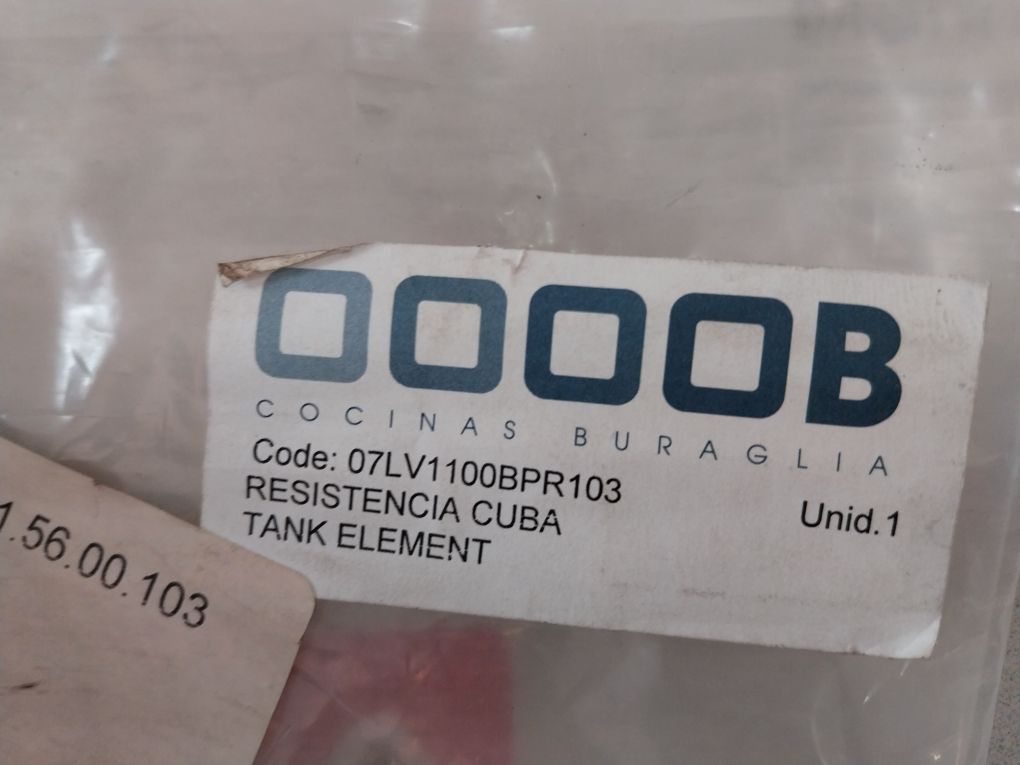 OOOOB
COCINAS BURAGLIA
Code: 07LV1100BPR103
RESISTENCIA CUBA
Unid.1
TANK ELEMENT
1.56.00.103